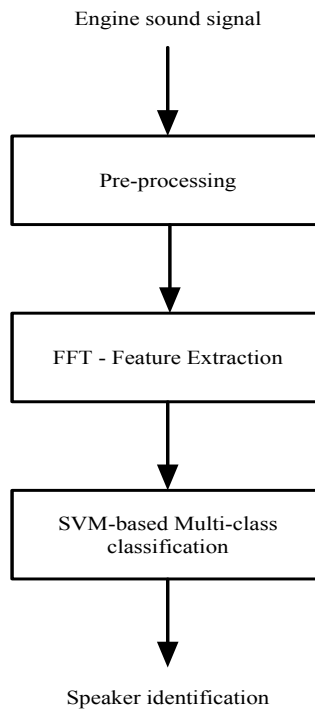 Engine sound signal
Pre-processing
FFT - Feature Extraction
SVM-based Multi-class
classification
Speaker identification